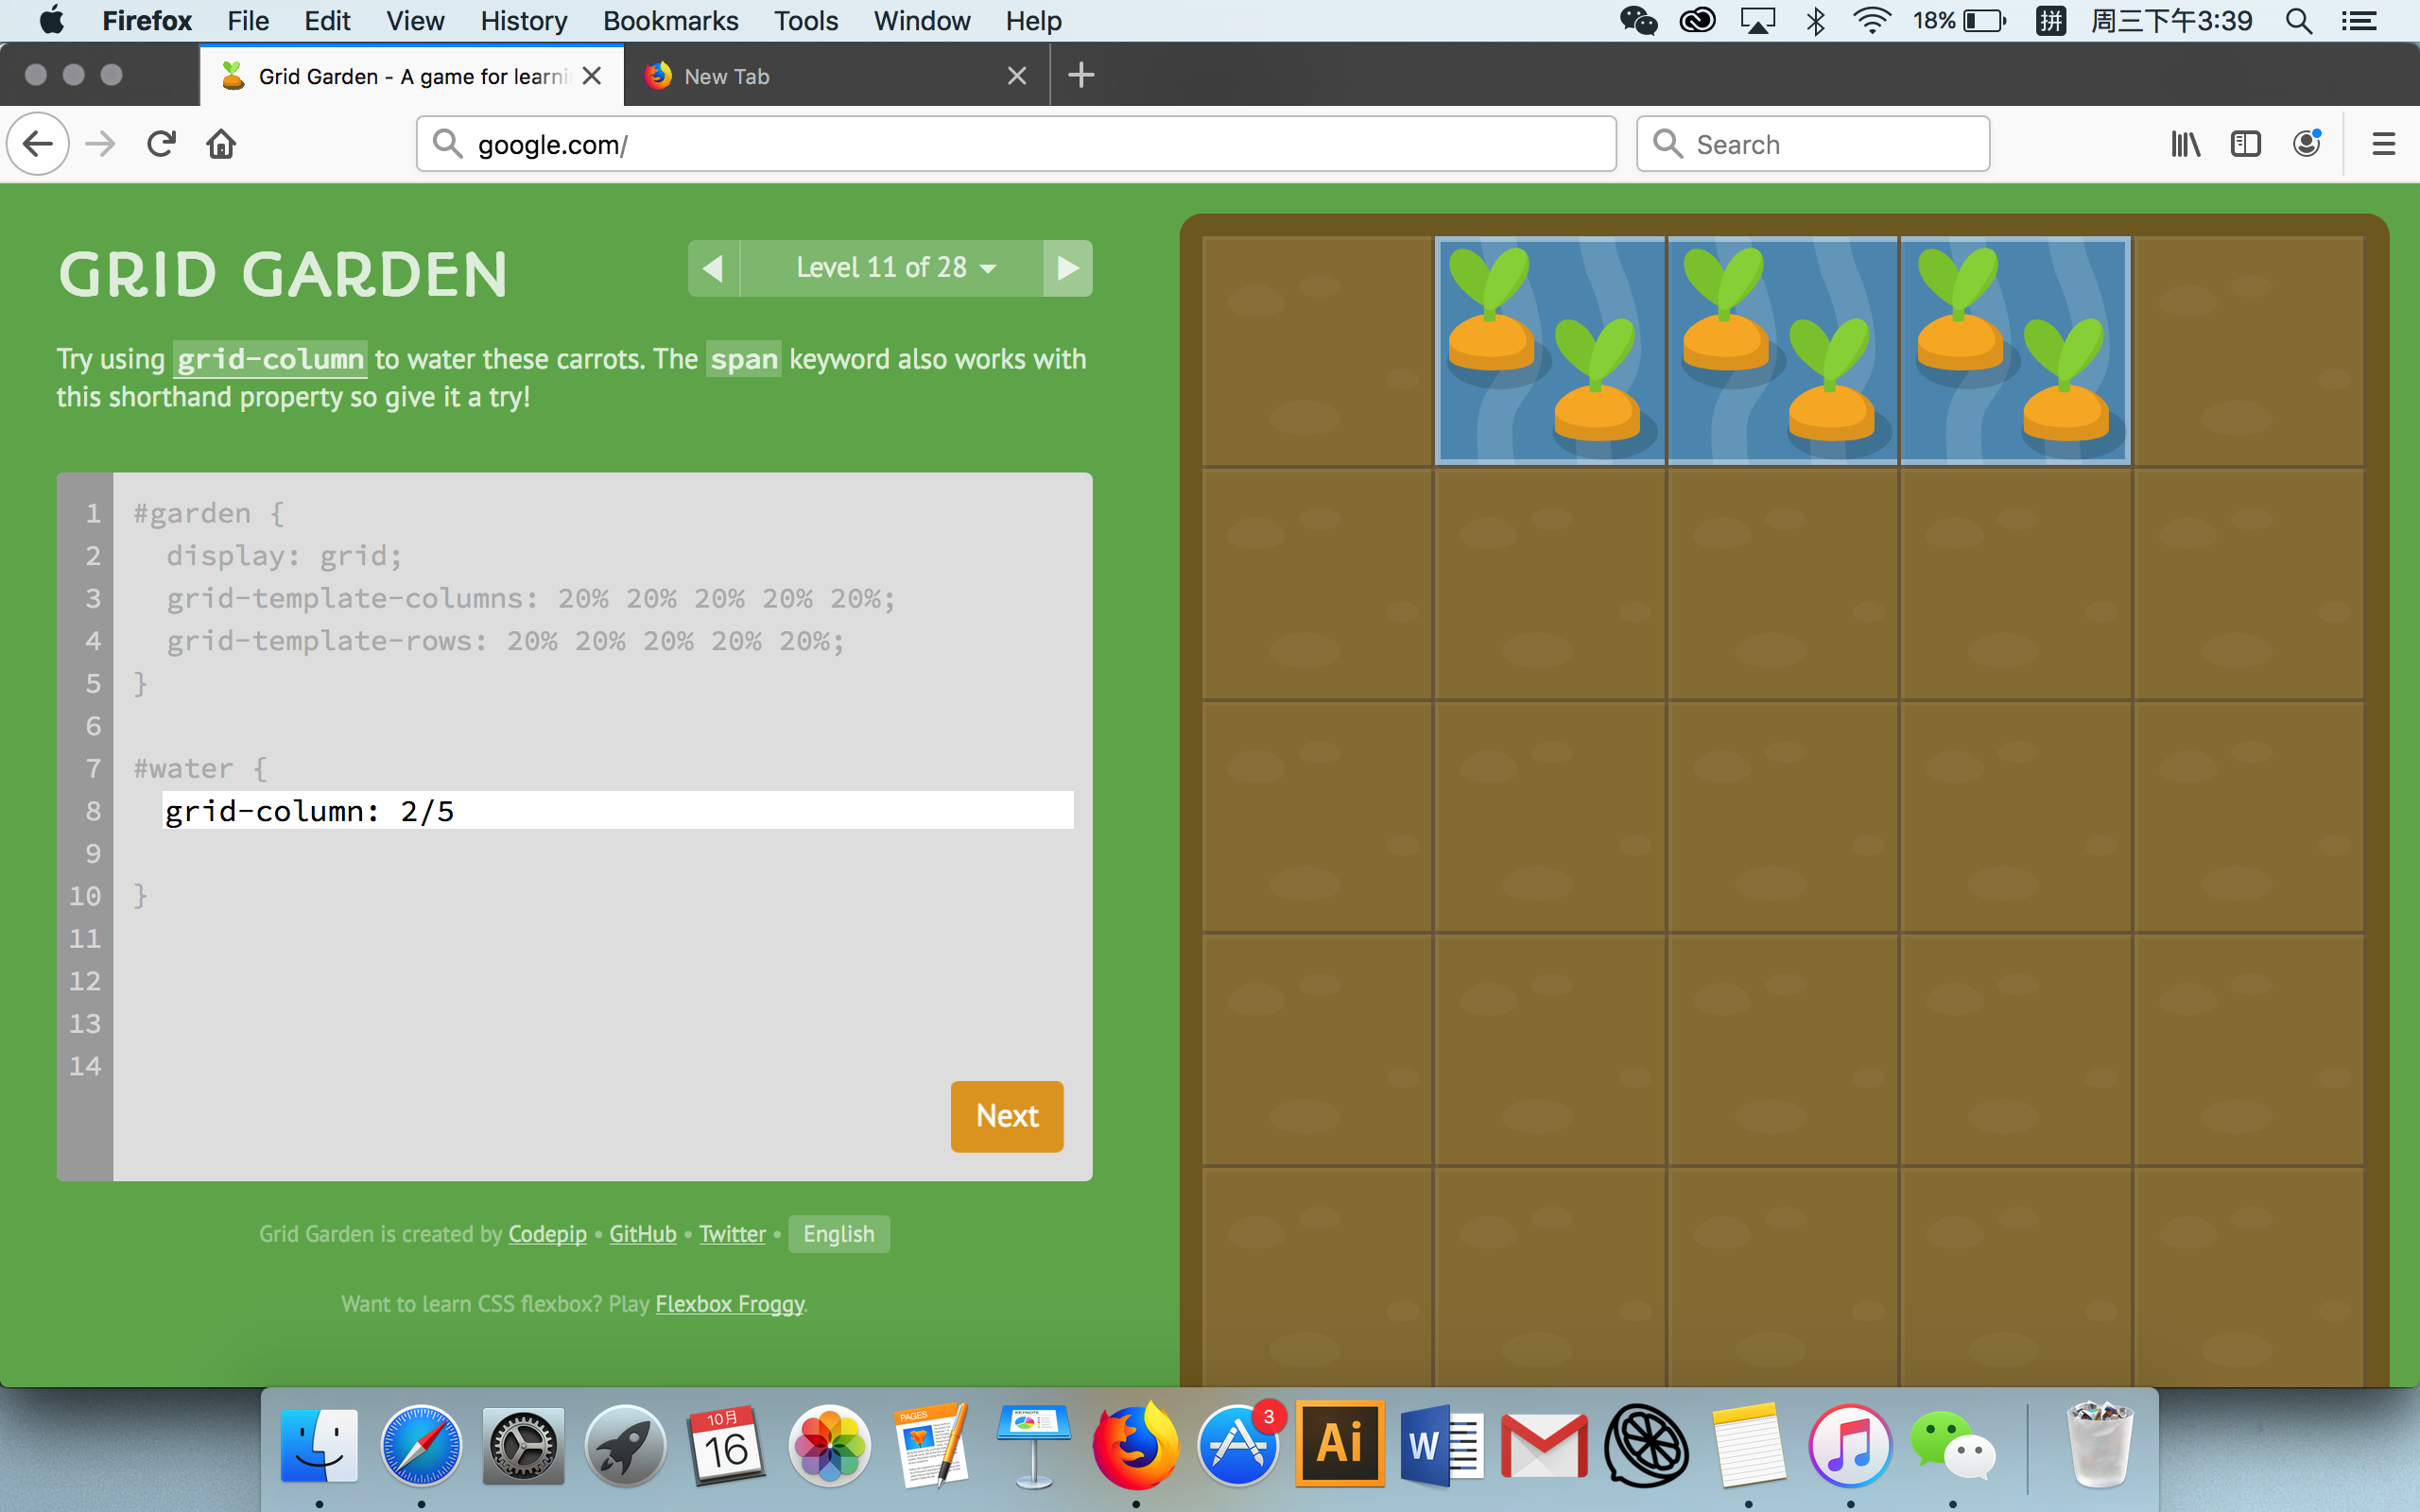 Firefox File Edit View History Bookmarks Tools Window Help 18% 拼 周三下午3:39
Grid Garden - A game for learni New Tab
google.com/ Search
GRID GARDEN Level 11 of 28
Try using grid-column to water these carrots. The span keyword also works with
this shorthand property so give it a try!
1 #garden {
2 display: grid;
3 grid-template-columns: 20% 20% 20% 20% 20%;
4 grid-template-rows: 20% 20% 20% 20% 20%;
5 }
6
7 #water {
8 grid-column: 2/5
9
10 }
11
12
13
14
Next
Grid Garden is created by Codepip • GitHub • Twitter • English
Want to learn CSS flexbox? Play Flexbox Froggy.
10月 PAGES KEYNOTE 3
16 Ai W